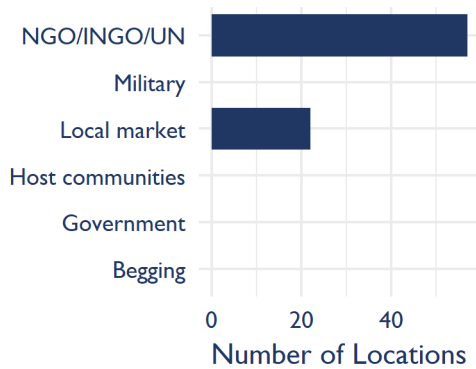 NGO/INGO/UN
Military
Local market
Host communities
Government
Begging
0 20 40
Number of Locations